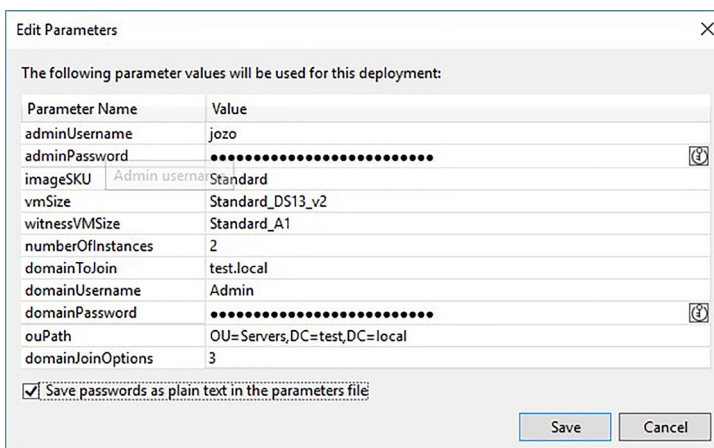 Edit Parameters
The following parameter values will be used for this deployment:
Parameter Name Value
adminUsername jozo
adminPassword ••••••••••••••••••••••••••
imageSKU Standard
Admin username
vmSize Standard_DS13_v2
witnessVMSize Standard_A1
numberOfInstances 2
domainToJoin test.local
domainUsername Admin
domainPassword ••••••••••••••••••••••••••
ouPath OU=Servers,DC=test,DC=local
domainJoinOptions 3
Save passwords as plain text in the parameters file
Save Cancel